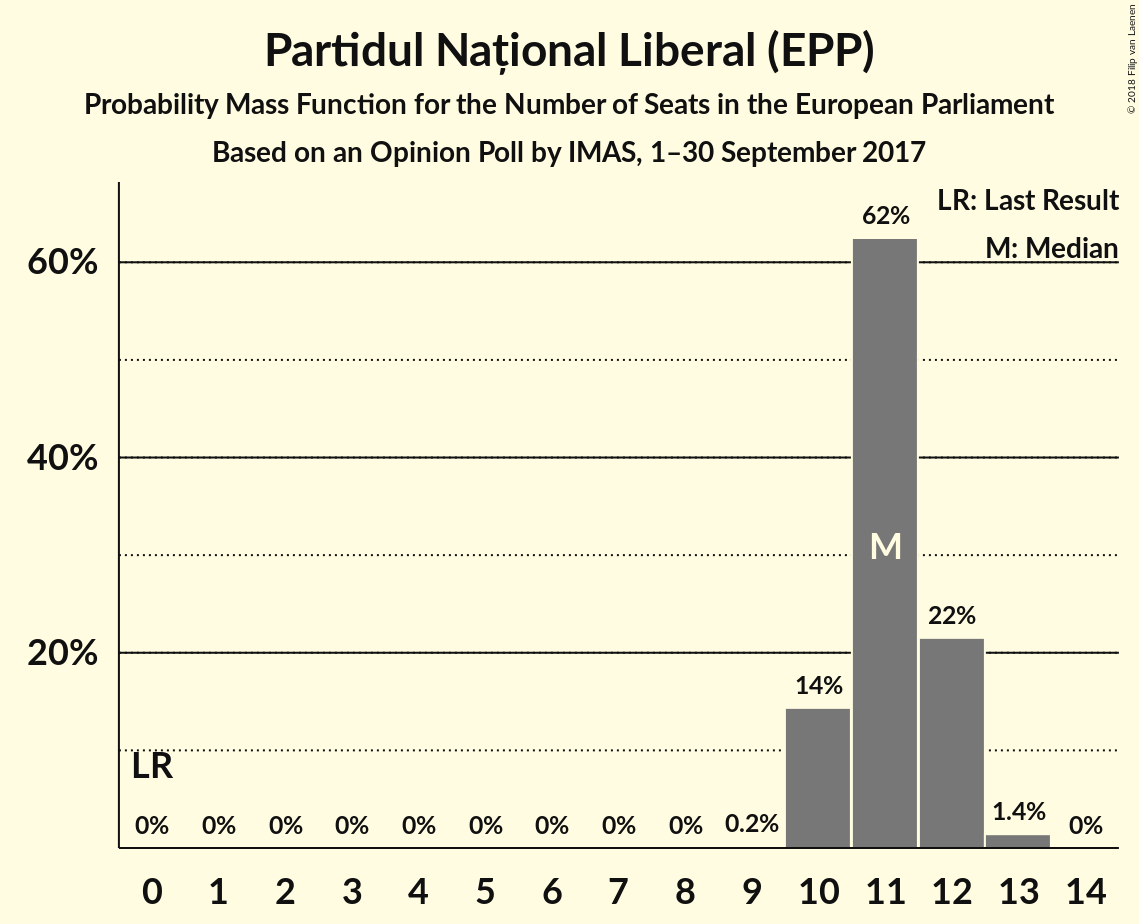 Partidul Național Liberal (EPP)
Probability Mass Function for the Number of Seats in the European Parliament
Based on an Opinion Poll by IMAS, 1–30 September 2017
© 2018 Filip van Laenen
LR: Last Result
M: Median
60%
40%
20%
62%
M
22%
14%
LR
0% 0% 0% 0% 0% 0% 0% 0% 0% 0.2% 1.4% 0%
0 1 2 3 4 5 6 7 8 9 10 11 12 13 14